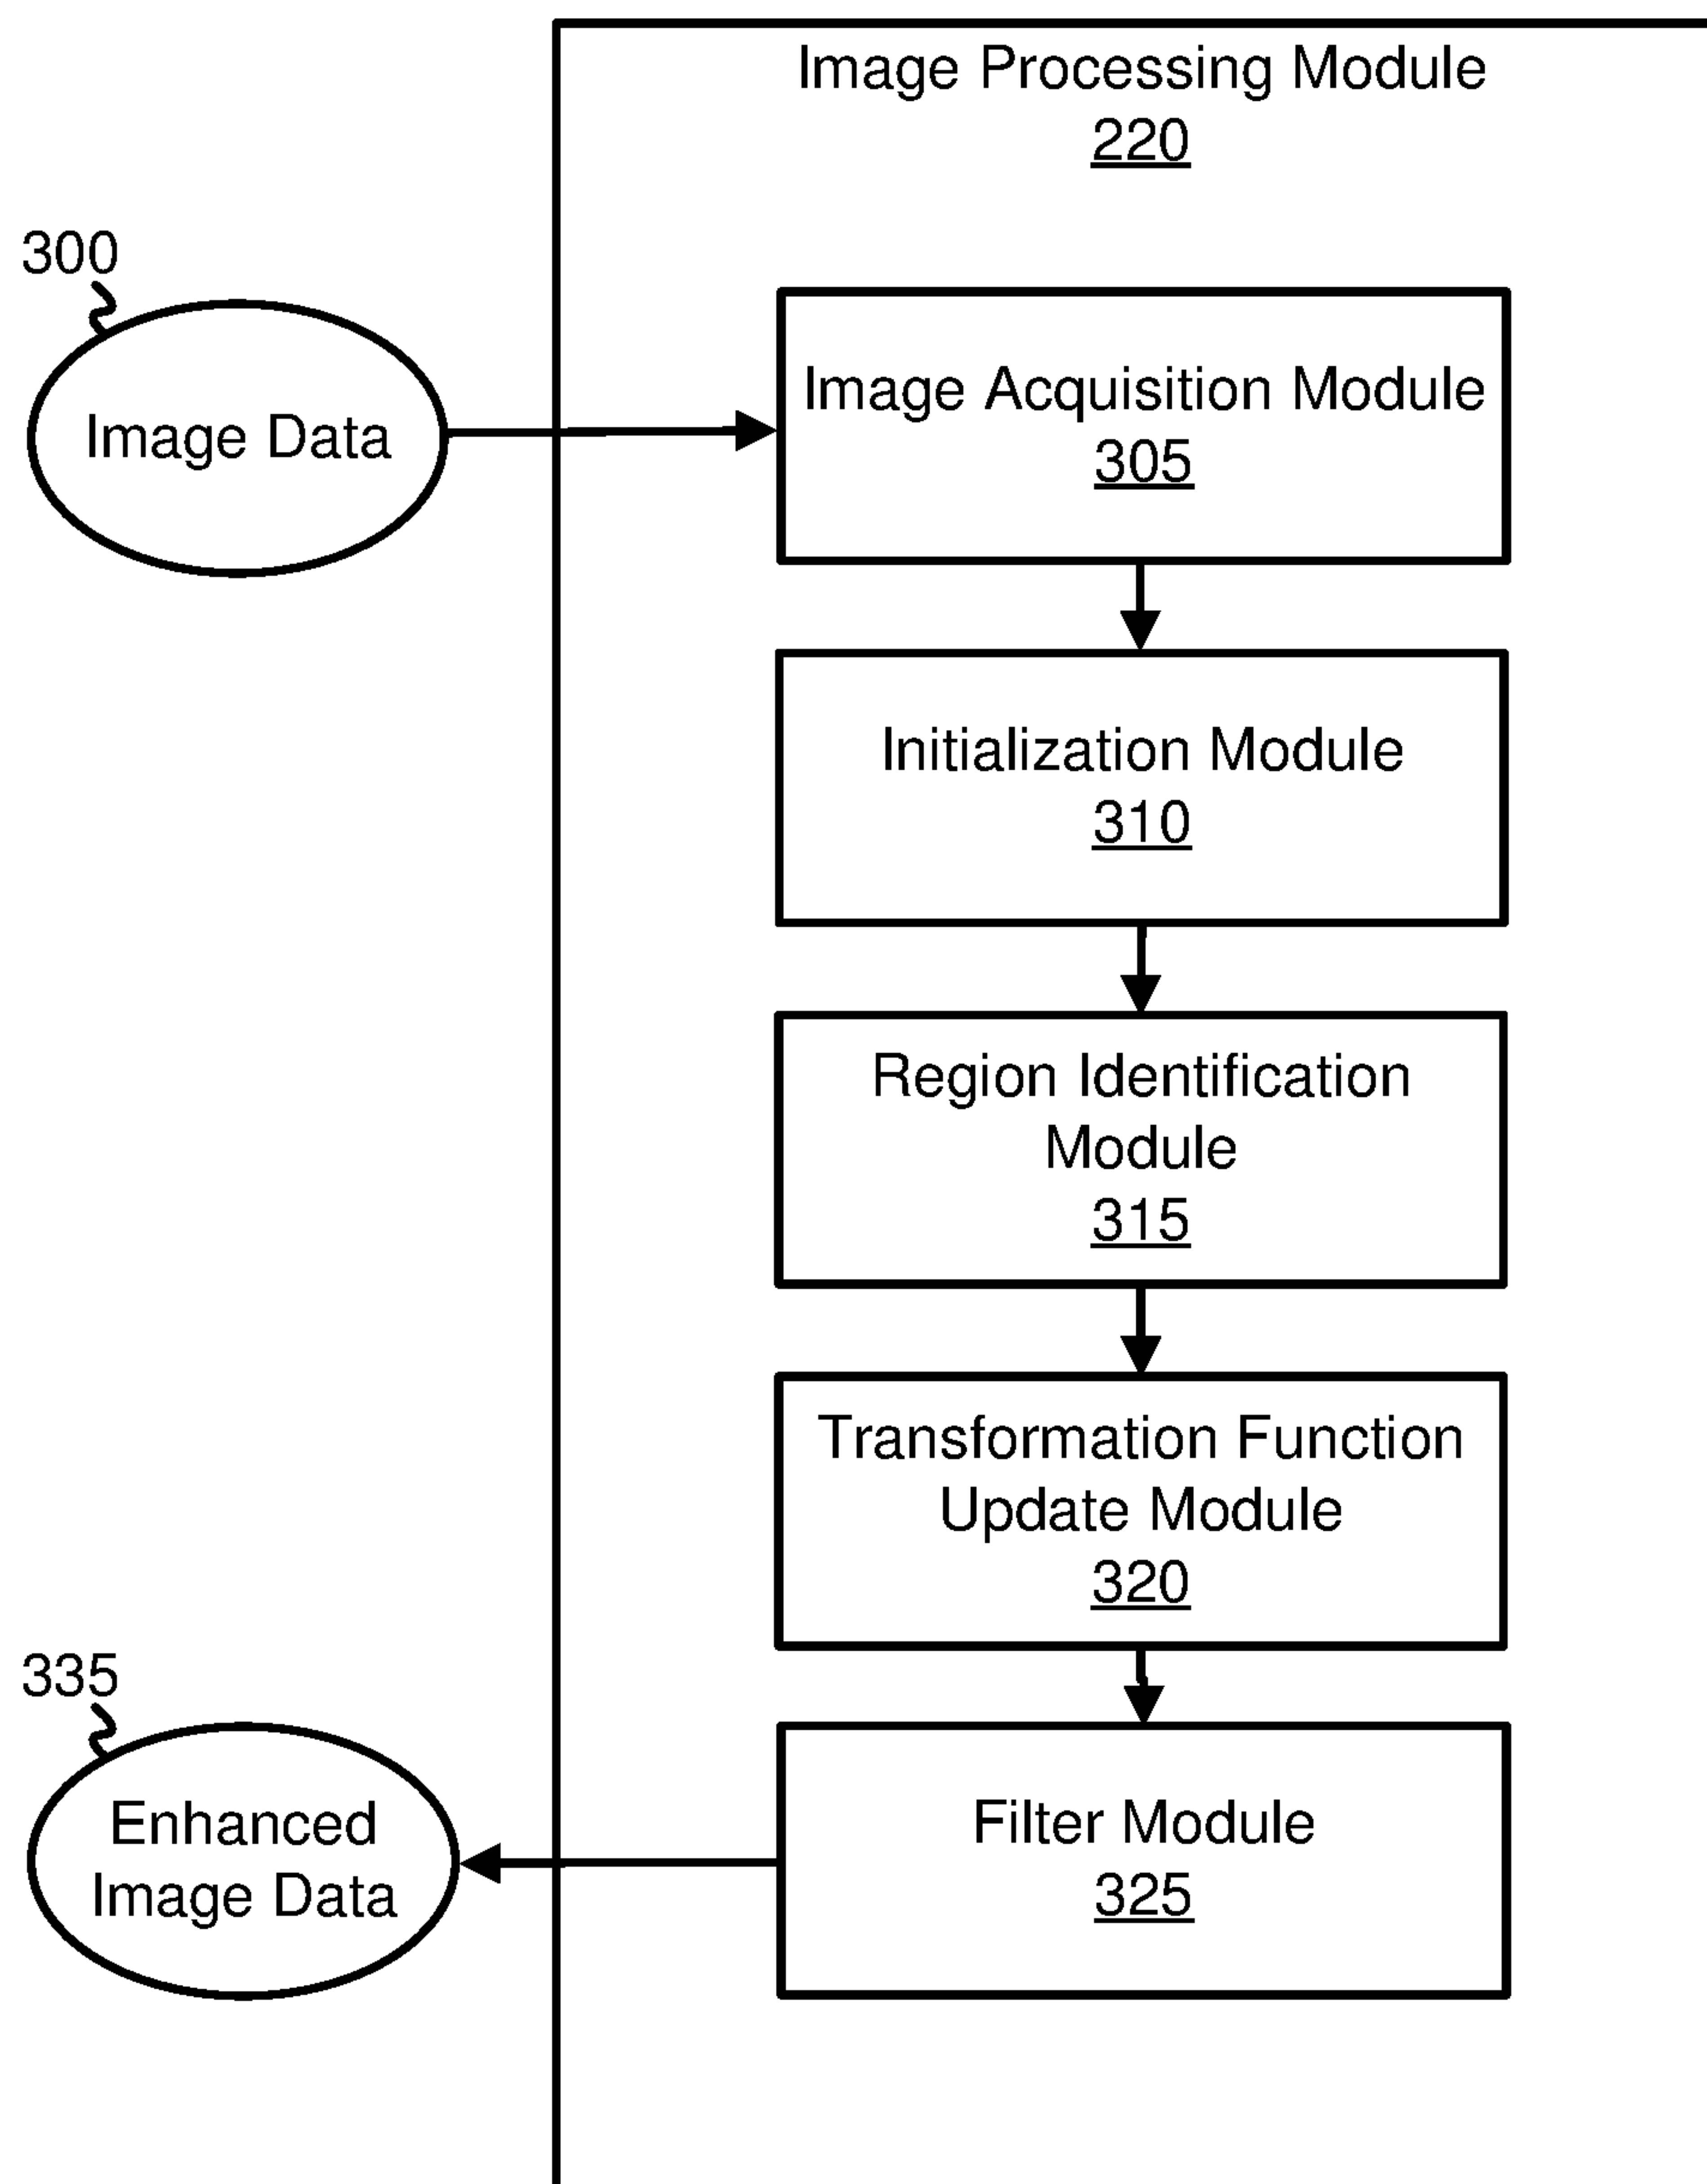 Image Processing Module
220
300
Image Data
Image Acquisition Module
305
Initialization Module
310
Region Identification
Module
315
Transformation Function
Update Module
320
335
Enhanced
Image Data
Filter Module
325